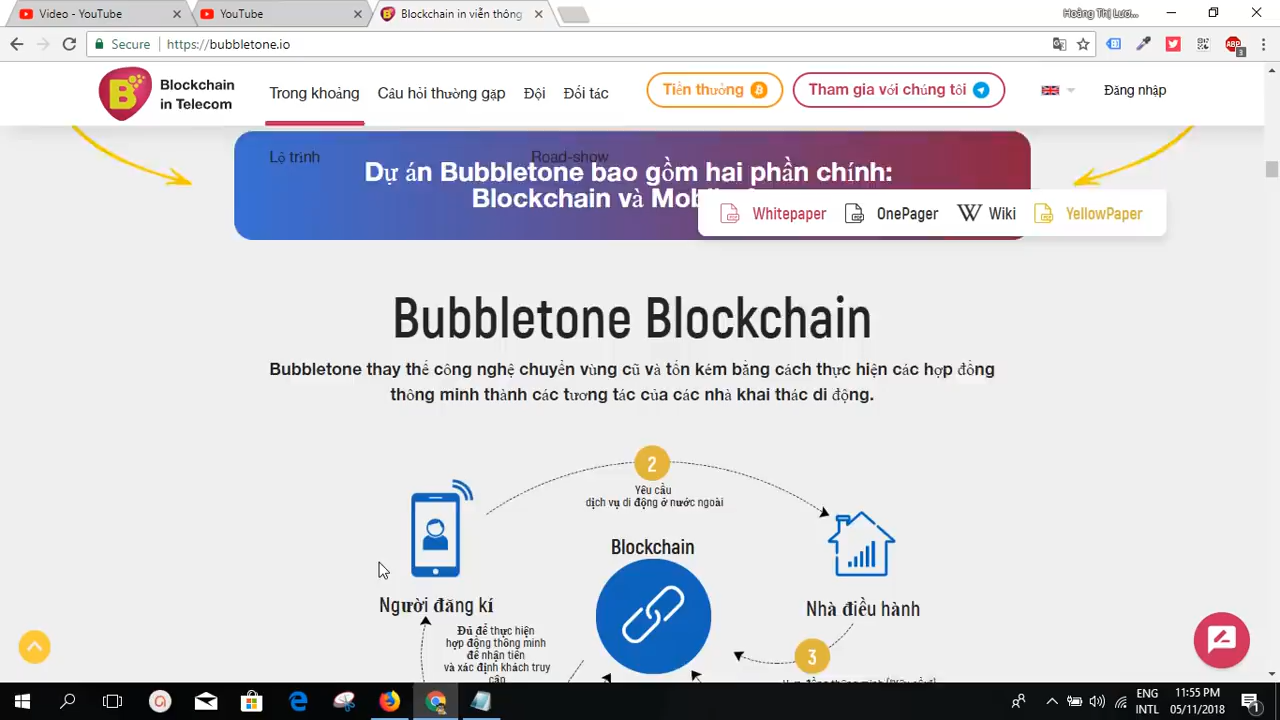 Video - YouTube
YouTube
Blockchain in viễn thông
Hoàng Thị Lươ...
Secure
https://bubbletone.io
ABP
3
Blockchain
in Telecom
Trọng khoảng
Câu hỏi thường gặp
Đội
Đối tác
Tiền thưởng
Tham gia với chúng tôi
Đăng nhập
Lộ trình
Road-show
Dự án Bubbletone bao gồm hai phần chính:
Blockchain và
Whitepaper
OnePager
Wiki
YellowPaper
Bubbletone Blockchain
Bubbletone thay thế công nghệ chuyển vùng cũ và tốn kém bằng cách thực hiện các hợp đồng
thông minh thành các tương tác của các nhà khai thác di động.
2
Yêu cầu
dịch vụ di động ở nước ngoài
Blockchain
Người đăng kí
Nhà điều hành
Đủ để thực hiện
hợp động thông minh
để nhận tiền
và xác định khách truy
cập
3
ENG
INTL
11:55 PM
05/11/2018
1